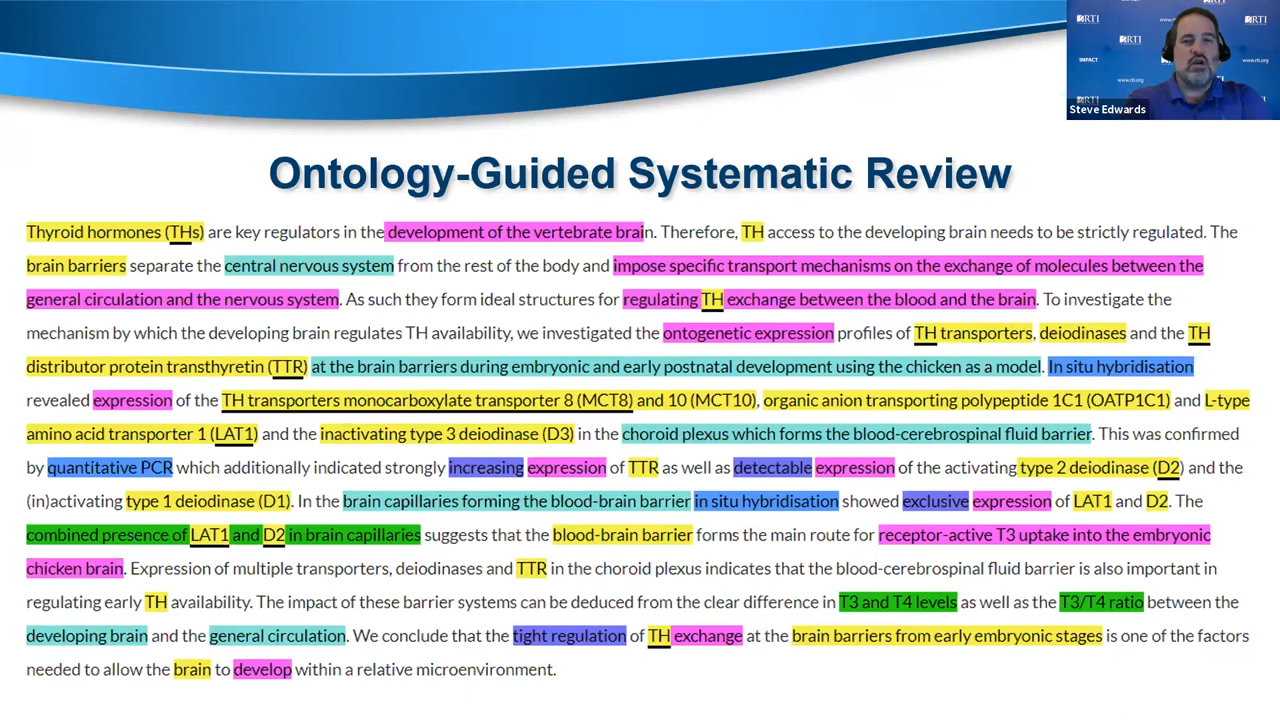 RTI
www.rti.org
RTI
RTI
IMPACT
www.rti.org
www.rti.org
RTI
Steve Edwards
Ontology-Guided Systematic Review
Thyroid hormones (THs) are key regulators in the development of the vertebrate brain. Therefore, TH access to the developing brain needs to be strictly regulated. The
brain barriers separate the central nervous system from the rest of the body and impose specific transport mechanisms on the exchange of molecules between the
general circulation and the nervous system. As such they form ideal structures for regulating TH exchange between the blood and the brain. To investigate the
mechanism by which the developing brain regulates TH availability, we investigated the ontogenetic expression profiles of TH transporters, deiodinases and the TH
distributor protein transthyretin (TTR) at the brain barriers during embryonic and early postnatal development using the chicken as a model. In situ hybridisation
revealed expression of the TH transporters monocarboxylate transporter 8 (MCT8) and 10 (MCT10), organic anion transporting polypeptide 1C1 (OATP1C1) and L-type
amino acid transporter 1 (LAT1) and the inactivating type 3 deiodinase (D3) in the choroid plexus which forms the blood-cerebrospinal fluid barrier. This was confirmed
by quantitative PCR which additionally indicated strongly increasing expression of TTR as well as detectable expression of the activating type 2 deiodinase (D2) and the
(in)activating type 1 deiodinase (D1). In the brain capillaries forming the blood-brain barrier in situ hybridisation showed exclusive expression of LAT1 and D2. The
combined presence of LAT1 and D2 in brain capillaries suggests that the blood-brain barrier forms the main route for receptor-active T3 uptake into the embryonic
chicken brain. Expression of multiple transporters, deiodinases and TTR in the choroid plexus indicates that the blood-cerebrospinal fluid barrier is also important in
regulating early TH availability. The impact of these barrier systems can be deduced from the clear difference in T3 and T4 levels as well as the T3/T4 ratio between the
developing brain and the general circulation. We conclude that the tight regulation of TH exchange at the brain barriers from early embryonic stages is one of the factors
needed to allow the brain to develop within a relative microenvironment.